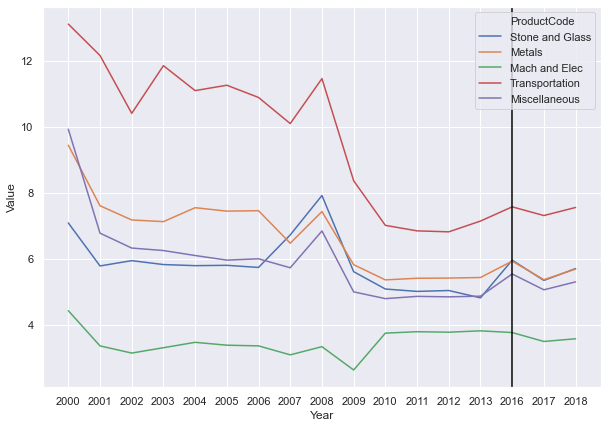 ProductCode
Stone and Glass
Metals
Mach and Elec
Transportation
Miscellaneous
12
10
8
6
4
Value
2000 2001 2002 2003 2004 2005 2006 2007 2008 2009 2010 2011 2012 2013 2016 2017 2018
Year